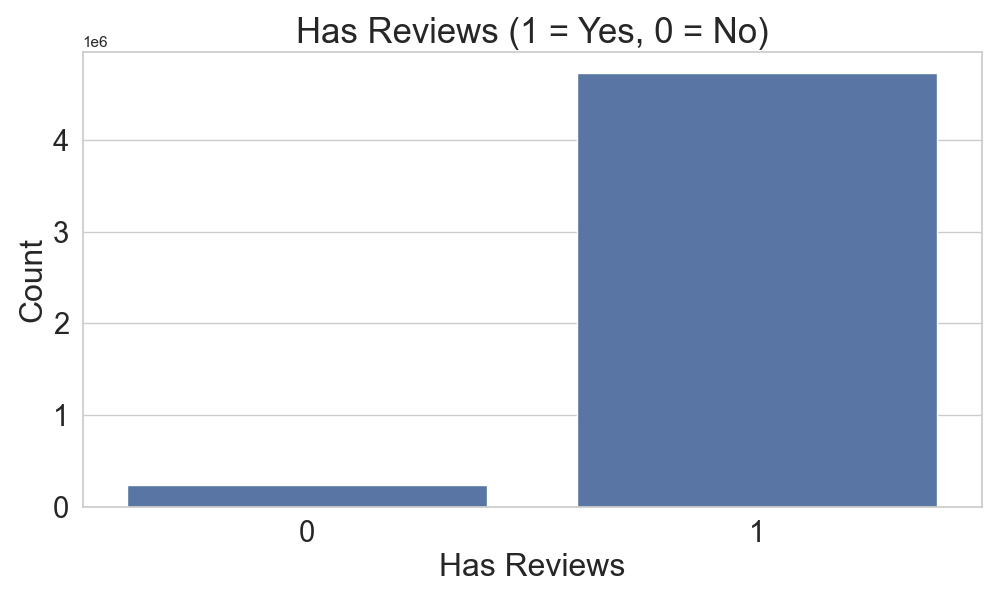 Has Reviews (1 = Yes, 0 = No)
1e6
4
3
2
1
0
Count
0 1
Has Reviews